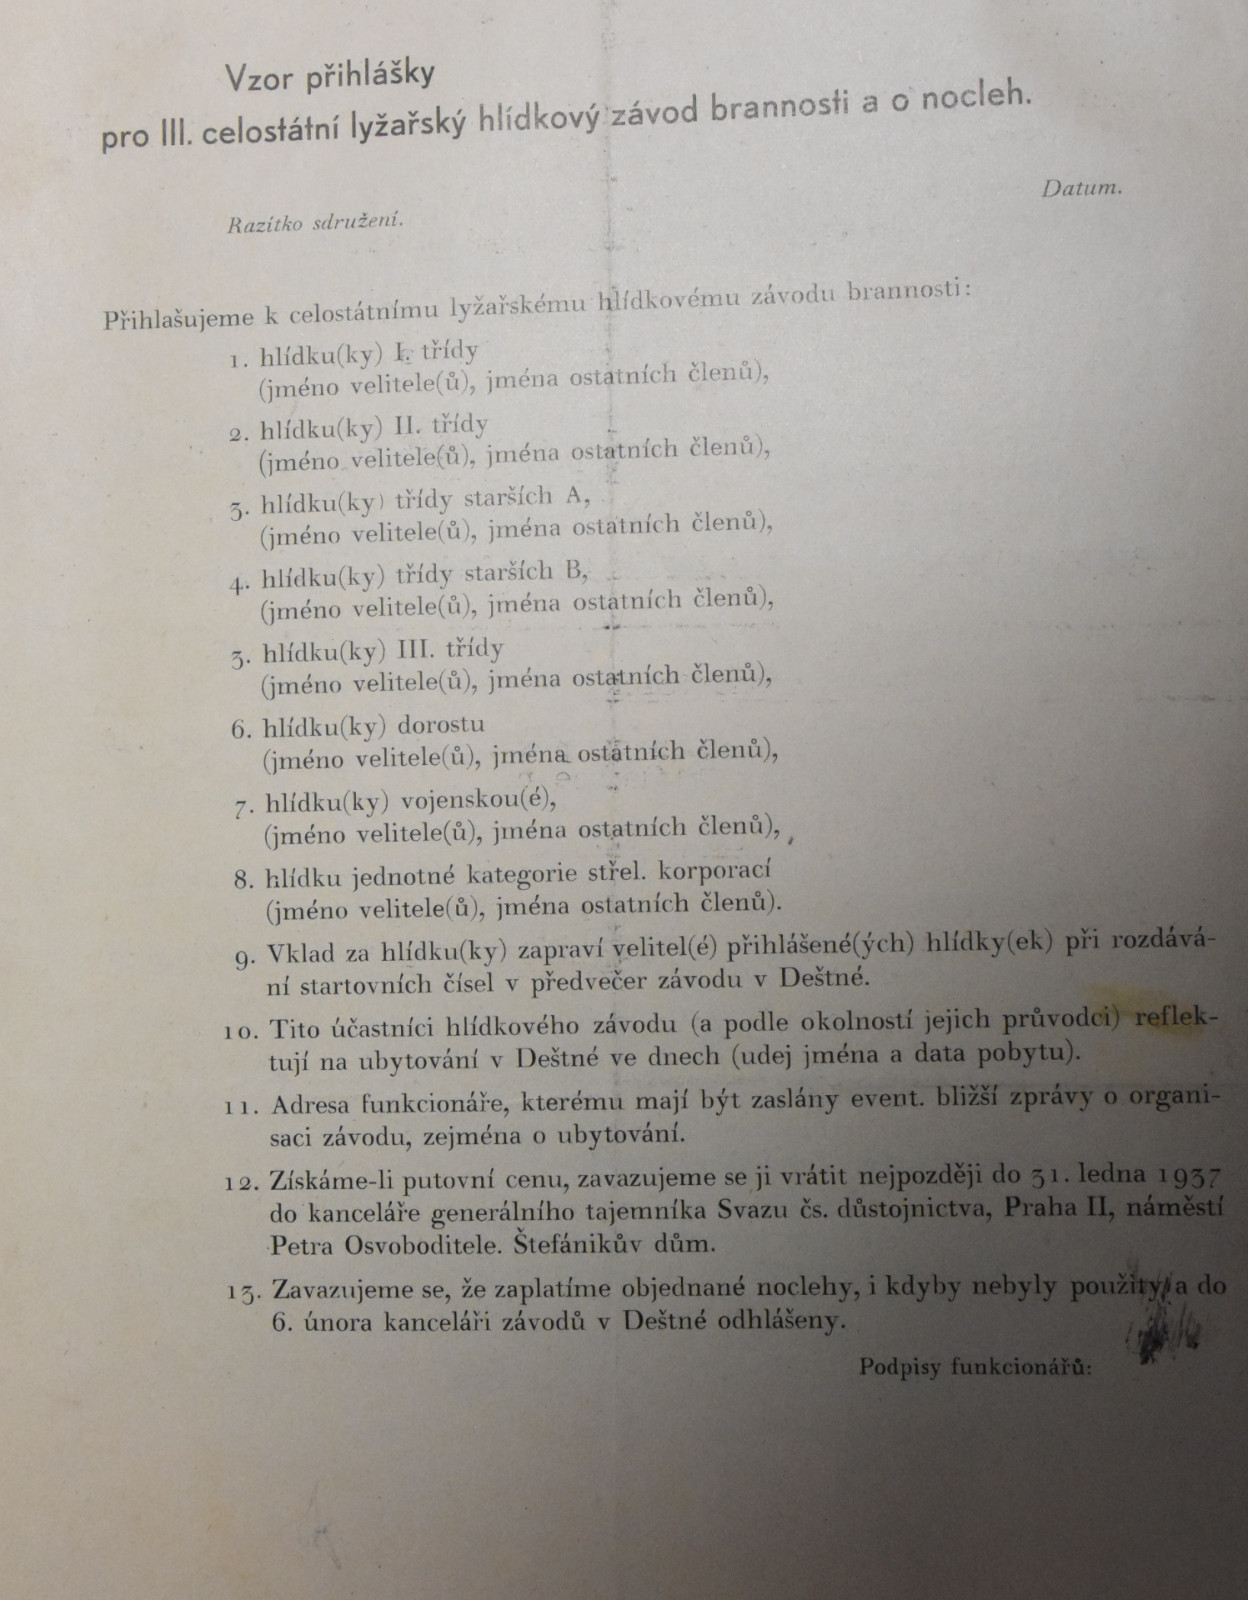 Vzor přihlášky
pro III. celostátní lyžařský hlídkový závod brannosti a o nocleh.
Datum.
Razítko sdružení.
Přihlašujeme k celostátnímu lyžařskému hlídkovému závodu brannosti:
1. hlídku(ky) I. třídy
(jméno velitele(ů), jména ostatních členů),
2. hlídku(ky) II. třídy
(jméno velitele(ů), jména ostatních členů),
3. hlídku(ky) třídy starších A,
(jméno velitele(ů), jména ostatních členů),
4. hlídku(ky) třídy starších B,
(jméno velitele(ů), jména ostatních členů),
5. hlídku(ky) III. třídy
(jméno velitele(ů), jména ostatních členů),
6. hlídku(ky) dorostu
(jméno velitele(ů), jména ostatních členů),
7. hlídku(ky) vojenskou(é),
(jméno velitele(ů), jména ostatních členů),
8. hlídku jednotné kategorie střel. korporací
(jméno velitele(ů), jména ostatních členů).
9. Vklad za hlídku(ky) zapraví velitel(é) přihlášené(ých) hlídky(ek) při rozdává-
ní startovních čísel v předvečer závodu v Deštné.
10. Tito účastníci hlídkového závodu (a podle okolností jejich průvodci) reflek-
tují na ubytování v Deštné ve dnech (udej jména a data pobytu).
11. Adresa funkcionáře, kterému mají být zaslány event. bližší zprávy o organi-
saci závodu, zejména o ubytování.
12. Získáme-li putovní cenu, zavazujeme se ji vrátit nejpozději do 31. ledna 1937
do kanceláře generálního tajemníka Svazu čs. důstojnictva, Praha II, náměstí
Petra Osvoboditele. Štefánikův dům.
13. Zavazujeme se, že zaplatíme objednané noclehy, i kdyby nebyly použity a do
6. února kanceláři závodů v Deštné odhlášeny.
Podpisy funkcionářů: